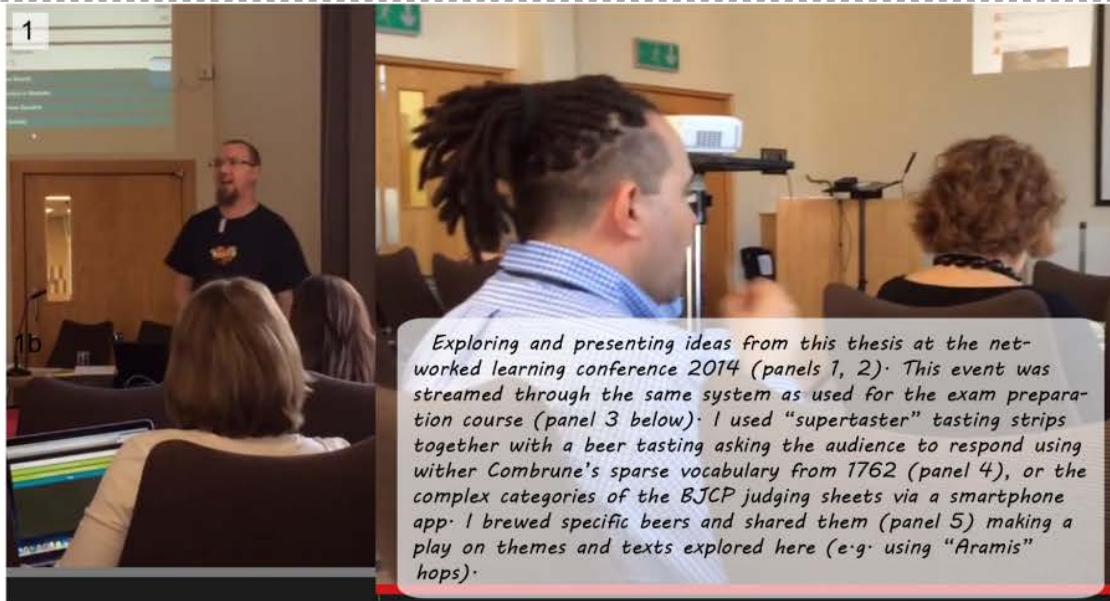 1
1b
Exploring and presenting ideas from this thesis at the net-
worked learning conference 2014 (panels 1, 2). This event was
streamed through the same system as used for the exam prepara-
tion course (panel 3 below). I used “supertaster” tasting strips
together with a beer tasting asking the audience to respond using
wither Combrune’s sparse vocabulary from 1762 (panel 4), or the
complex categories of the BJCP judging sheets via a smartphone
app. I brewed specific beers and shared them (panel 5) making a
play on themes and texts explored here (e.g. using “Aramis”
hops).